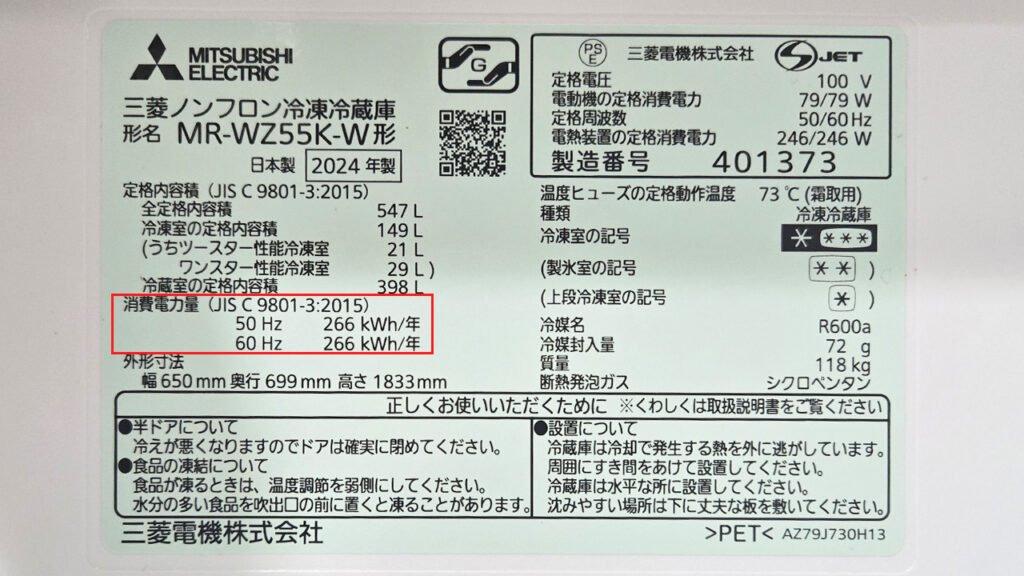 MITSUBISHI
ELECTRIC
G
三菱ノンフロン冷凍冷蔵庫
形名 MR-WZ55K-W形
日本製 2024 年製
定格内容積 (JIS C 9801-3:2015)
全定格内容積 547 L
冷凍室の定格内容積 149 L
(うちツースター性能冷凍室 21 L
ワンスター性能冷凍室 29 L )
冷蔵室の定格内容積 398 L
消費電力量 (JIS C 9801-3:2015)
50 Hz 266 kWh/年
60 Hz 266 kWh/年
外形寸法
幅 650 mm 奥行 699 mm 高さ 1833 mm
PS
E 三菱電機株式会社 JET
定格電圧 100 V
電動機の定格消費電力 79/79 W
定格周波数 50/60 Hz
電熱装置の定格消費電力 246/246 W
製造番号 401373
温度ヒューズの定格動作温度 73 ℃ (霜取用)
種類 冷凍冷蔵庫
冷凍室の記号 * ***
(製氷室の記号 ** )
(上段冷凍室の記号 * )
冷媒名 R600a
冷媒封入量 72 g
質量 118 kg
断熱発泡ガス シクロペンタン
正しくお使いいただくために ※くわしくは取扱説明書をご覧ください
●半ドアについて
冷えが悪くなりますのでドアは確実に閉めてください。
●食品の凍結について
食品が凍るときは、温度調節を弱側にしてください。
水分の多い食品を吹出口の前に置くと凍ることがあります。
●設置について
冷蔵庫は冷却で発生する熱を外に逃がしています。
周囲にすき間をあけて設置してください。
冷蔵庫は水平な所に設置してください。
沈みやすい場所は下に丈夫な板を敷いてください。
三菱電機株式会社
>PET< AZ79J730H13